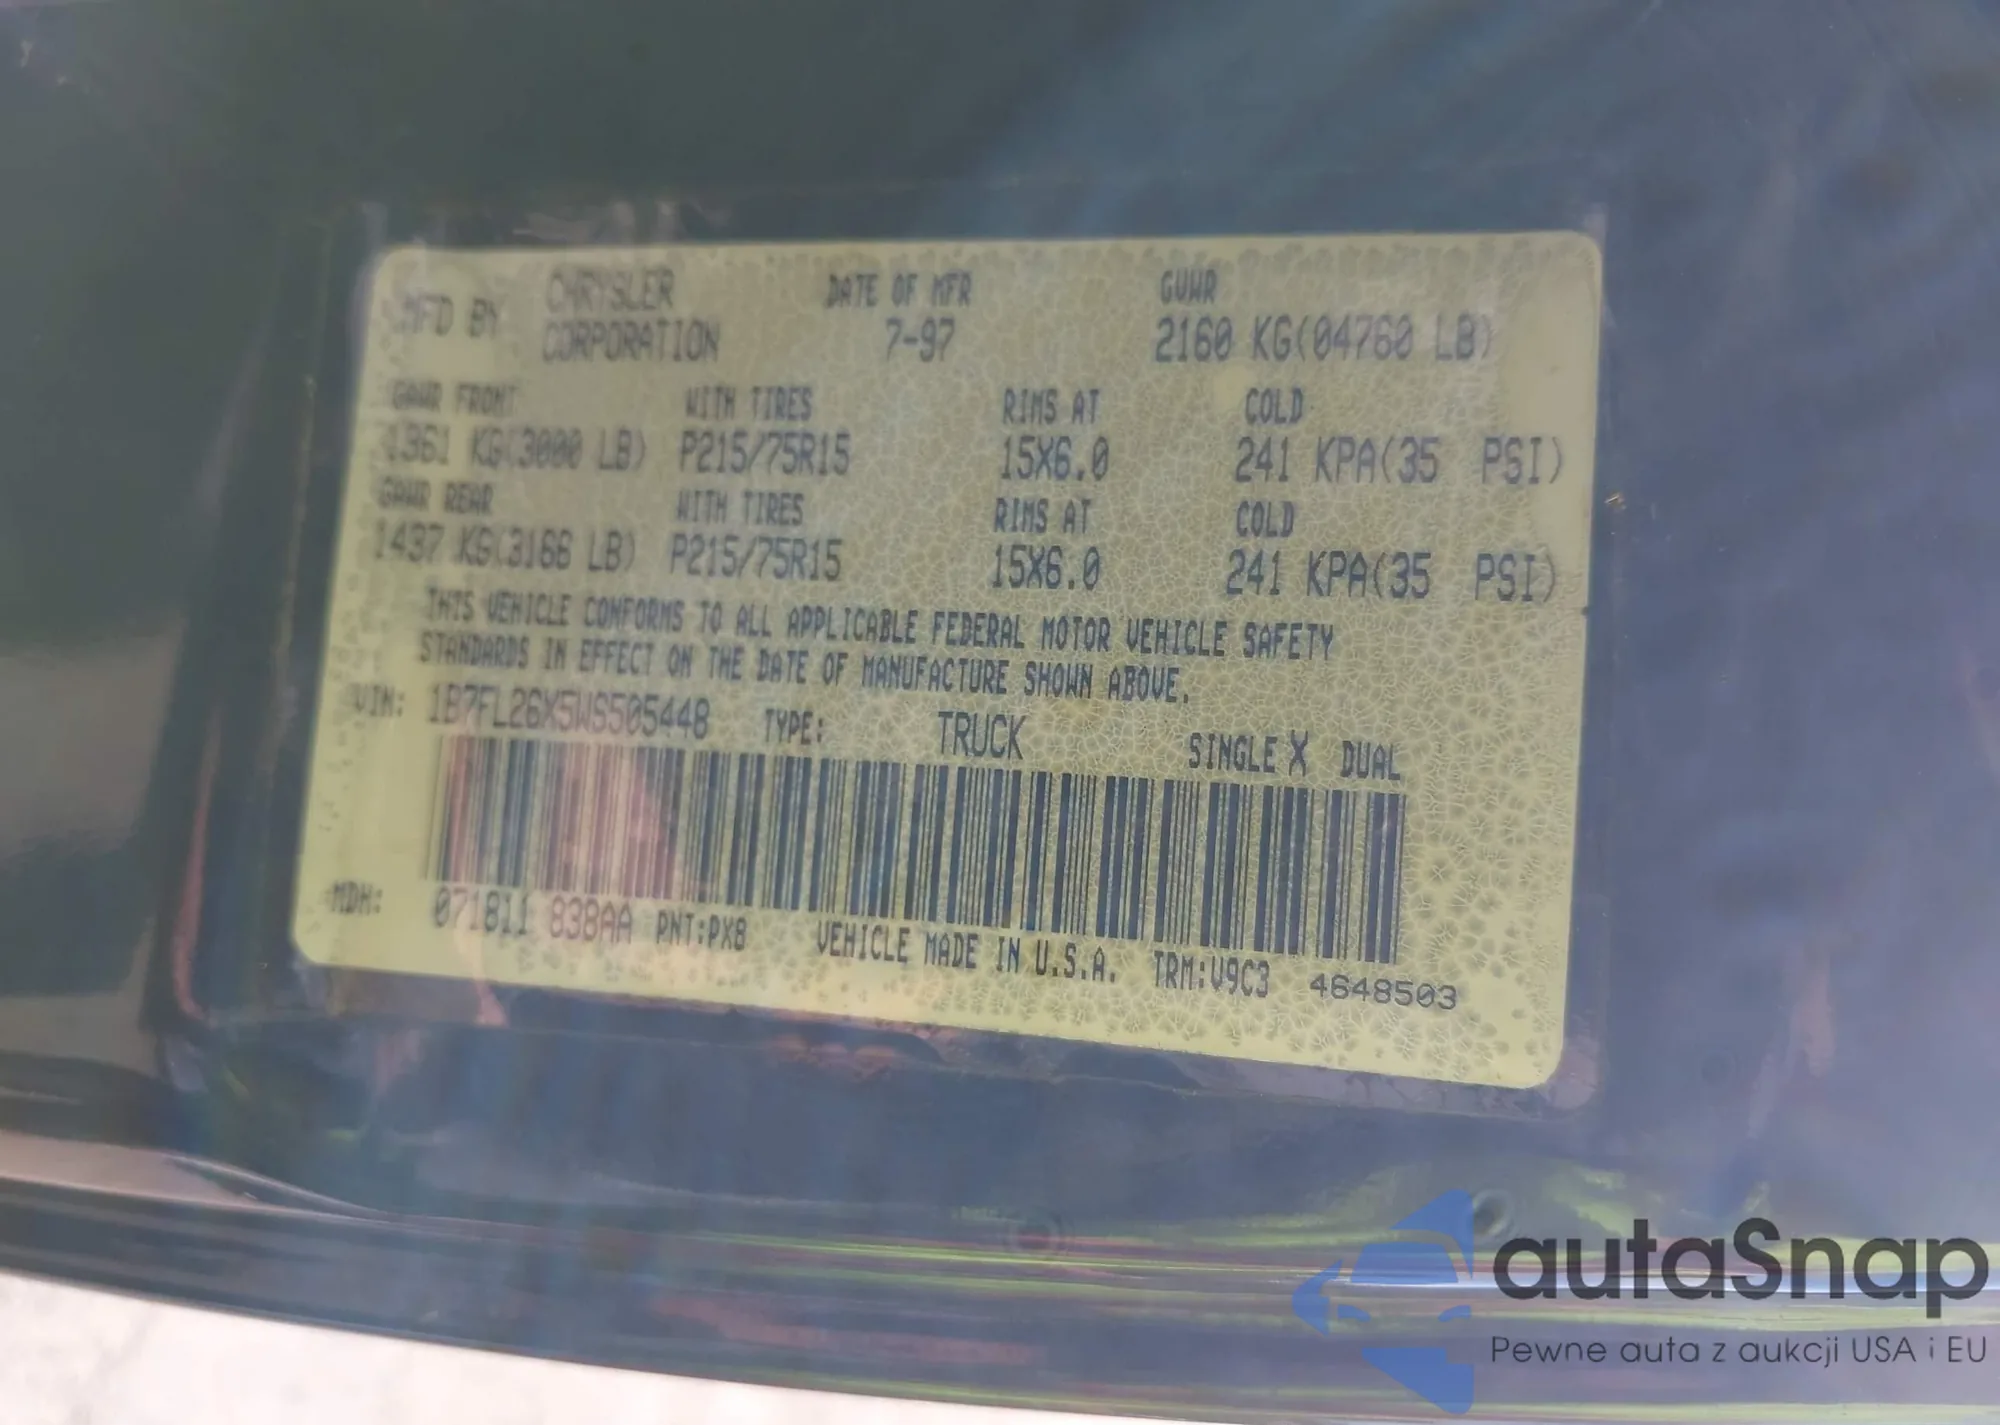 MFD BY CHRYSLER CORPORATION DATE OF MFR 7-97 GVWR 2160 KG(04760 LB)
GAWR FRONT WITH TIRES RIMS AT COLD
1361 KG(3000 LB) P215/75R15 15X6.0 241 KPA(35 PSI)
GAWR REAR WITH TIRES RIMS AT COLD
1437 KG(3166 LB) P215/75R15 15X6.0 241 KPA(35 PSI)
THIS VEHICLE CONFORMS TO ALL APPLICABLE FEDERAL MOTOR VEHICLE SAFETY
STANDARDS IN EFFECT ON THE DATE OF MANUFACTURE SHOWN ABOVE.
VIN: 1B7FL26X5WS505448 TYPE: TRUCK SINGLE X DUAL
MDH: 071811 838AA PNT:PX8 VEHICLE MADE IN U.S.A. TRM:V9C3 4648503
autaSnap
Pewne auta z aukcji USA i EU